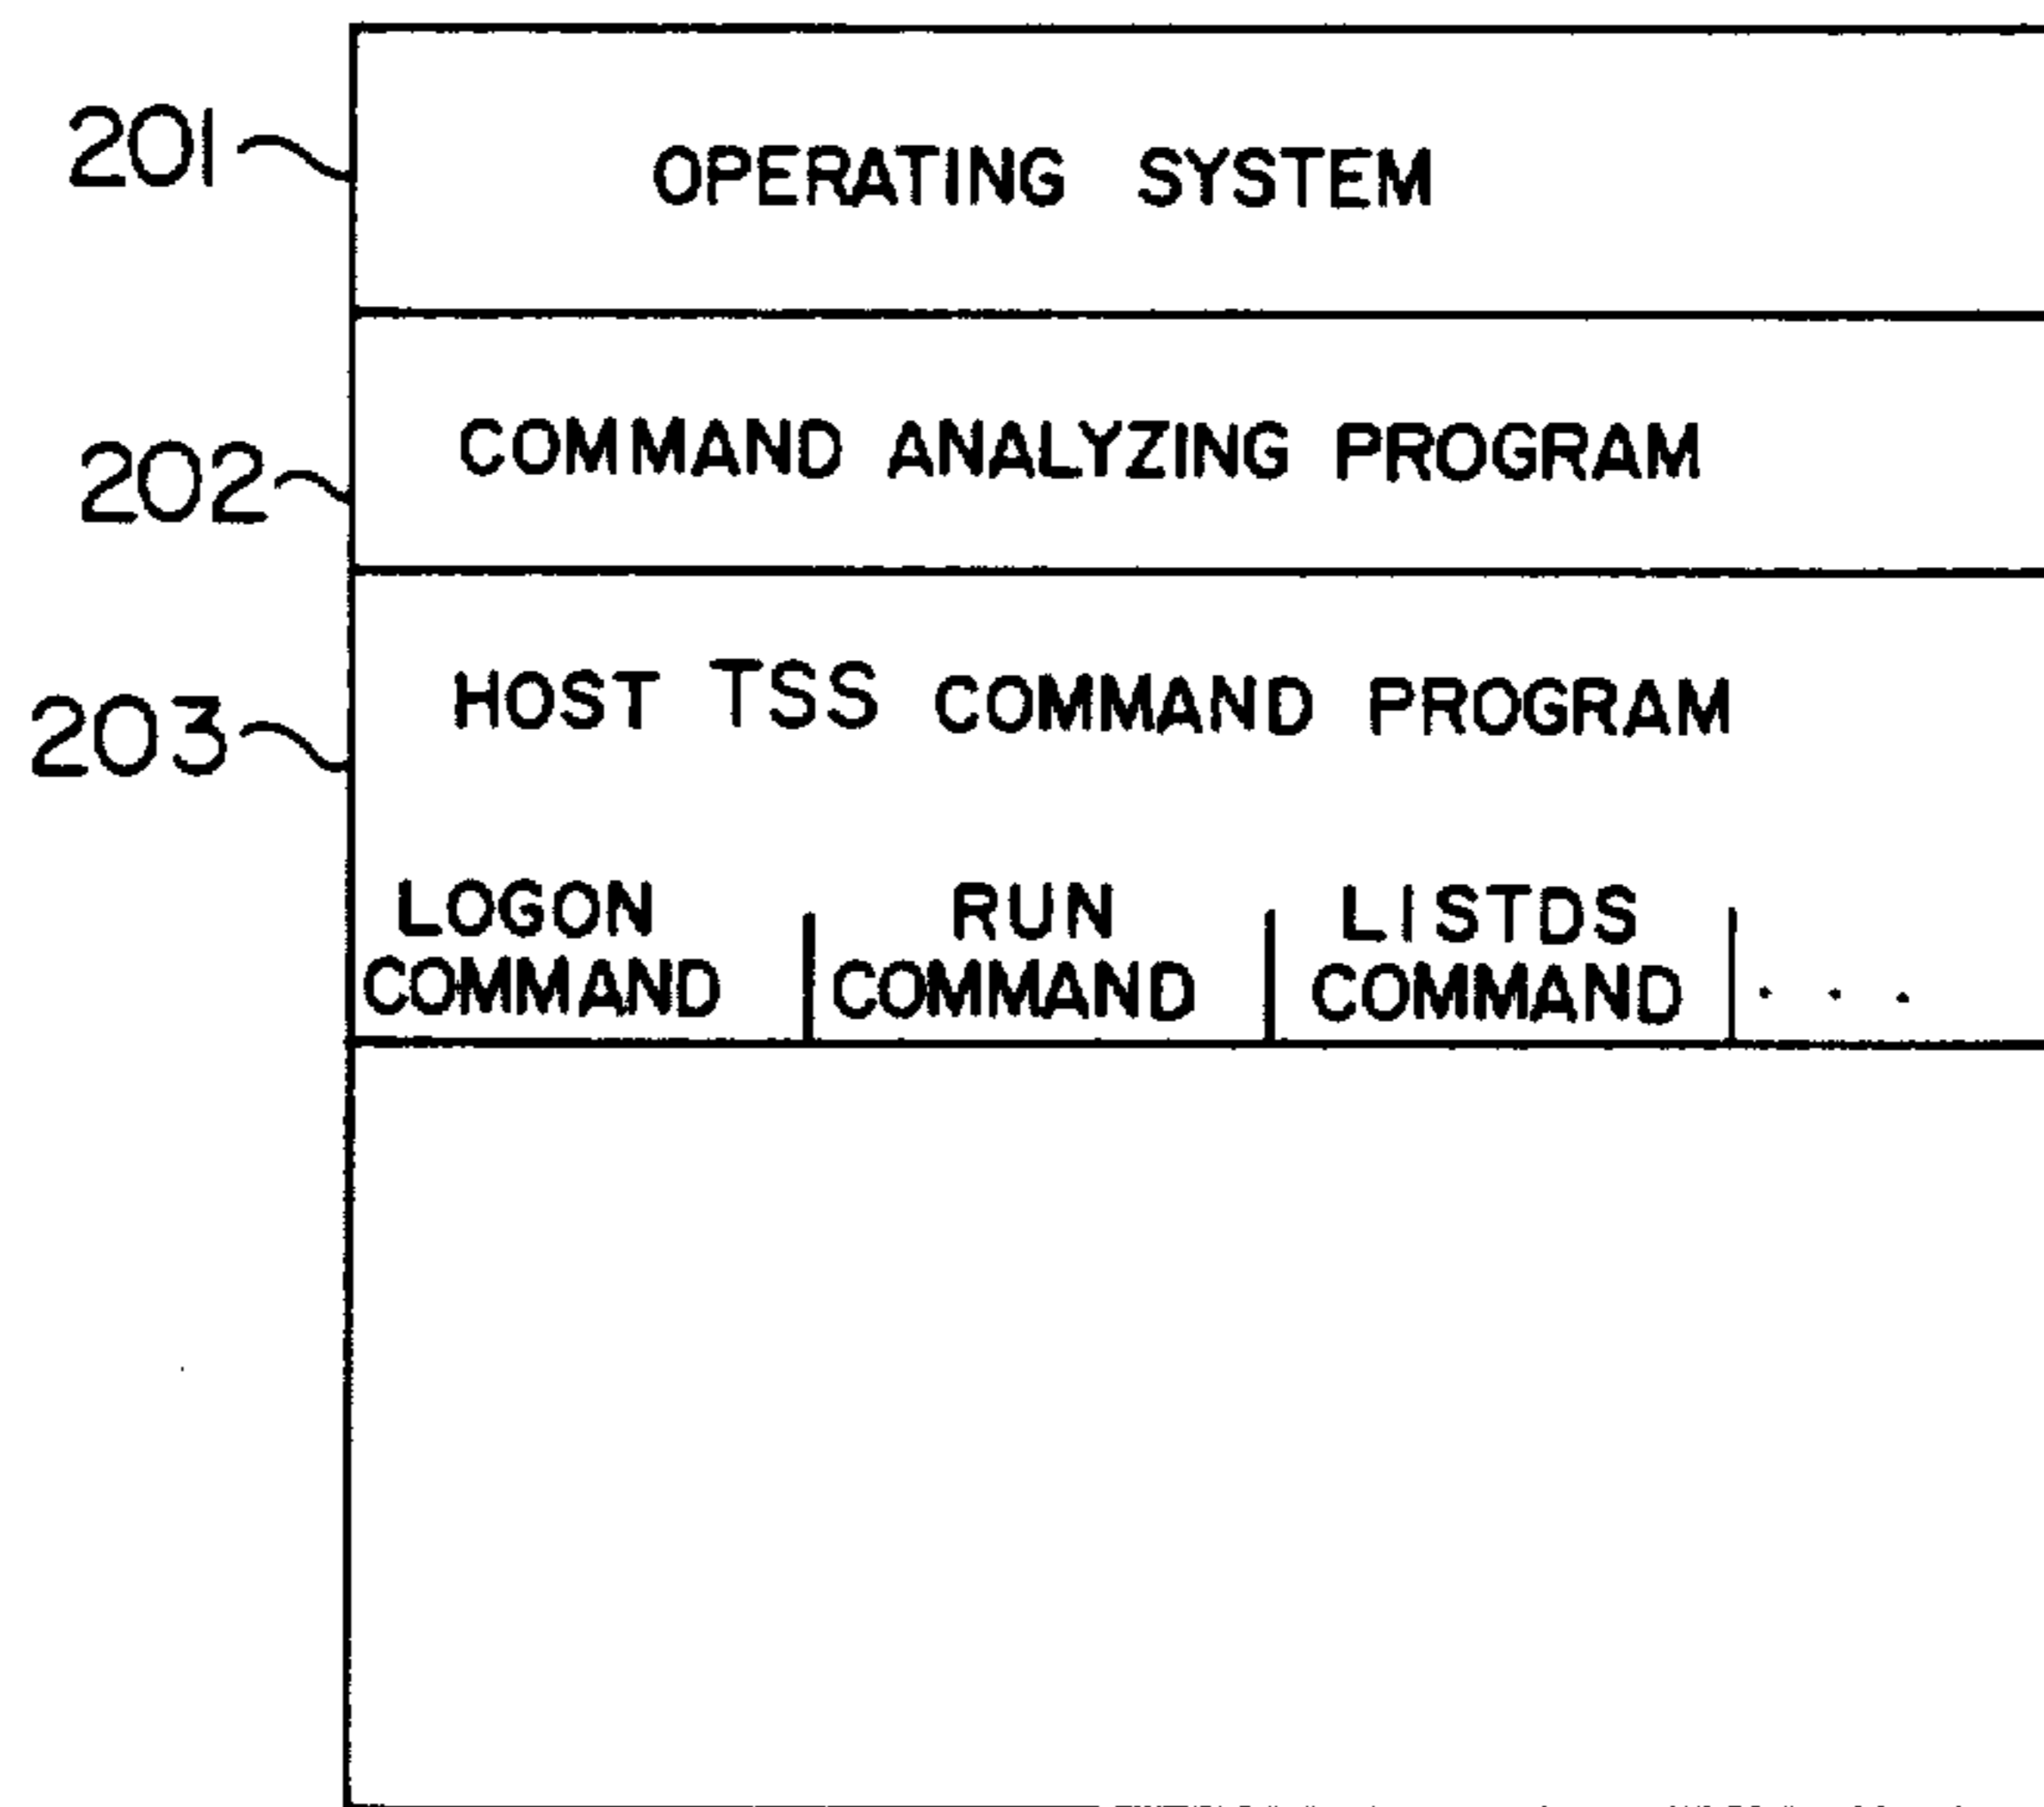 201
OPERATING SYSTEM
202
COMMAND ANALYZING PROGRAM
203
HOST TSS COMMAND PROGRAM
LOGON COMMAND
RUN COMMAND
LISTDS COMMAND
. . .